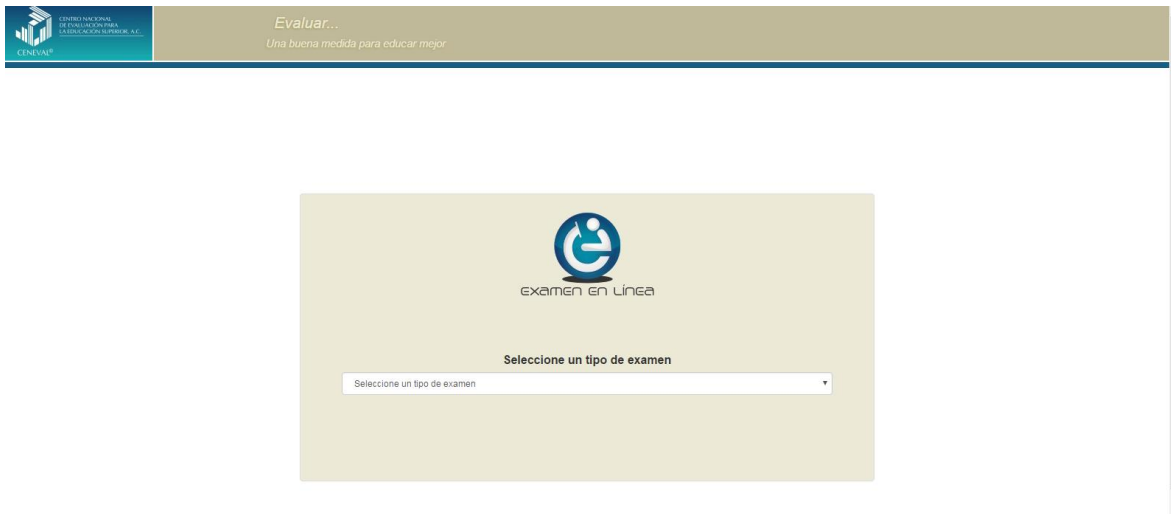 CENTRO NACIONAL
DE EVALUACIÓN PARA
LA EDUCACIÓN SUPERIOR, A.C.
CENEVAL®
Evaluar...
Una buena medida para educar mejor
examen en línea
Seleccione un tipo de examen
Seleccione un tipo de examen